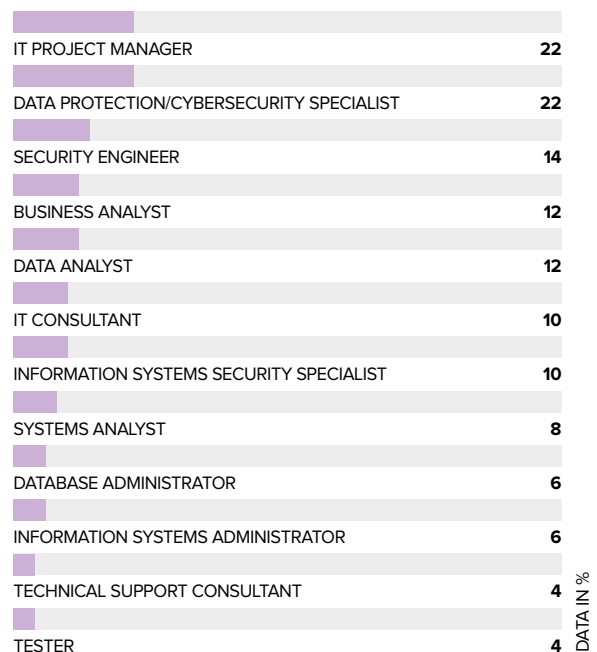 IT PROJECT MANAGER 22
DATA PROTECTION/CYBERSECURITY SPECIALIST 22
SECURITY ENGINEER 14
BUSINESS ANALYST 12
DATA ANALYST 12
IT CONSULTANT 10
INFORMATION SYSTEMS SECURITY SPECIALIST 10
SYSTEMS ANALYST 8
DATABASE ADMINISTRATOR 6
INFORMATION SYSTEMS ADMINISTRATOR 6
TECHNICAL SUPPORT CONSULTANT 4
TESTER 4
DATA IN %